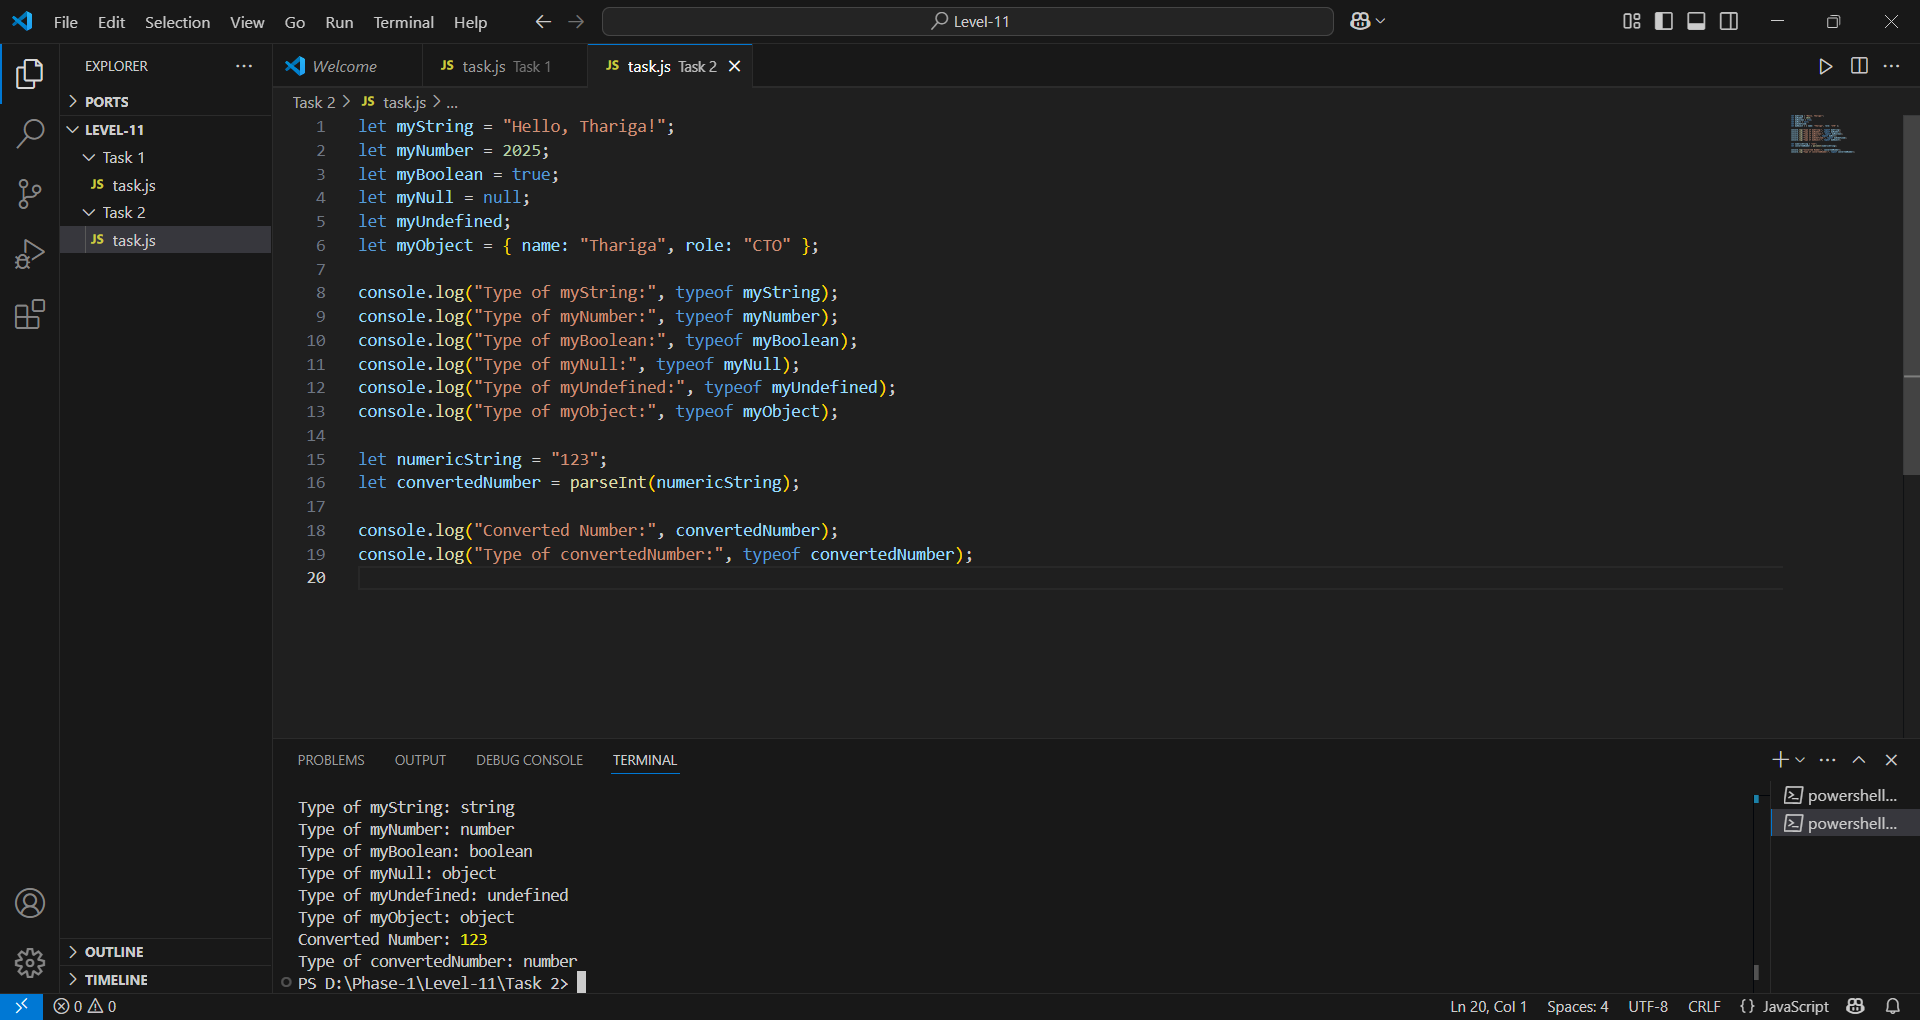 File Edit Selection View Go Run Terminal Help
Level-11
EXPLORER
PORTS
LEVEL-11
Task 1
JS task.js
Task 2
JS task.js
OUTLINE
TIMELINE
Welcome
JS task.js Task 1
JS task.js Task 2
Task 2 > JS task.js > ...
1 let myString = "Hello, Thariga!";
2 let myNumber = 2025;
3 let myBoolean = true;
4 let myNull = null;
5 let myUndefined;
6 let myObject = { name: "Thariga", role: "CTO" };
7
8 console.log("Type of myString:", typeof myString);
9 console.log("Type of myNumber:", typeof myNumber);
10 console.log("Type of myBoolean:", typeof myBoolean);
11 console.log("Type of myNull:", typeof myNull);
12 console.log("Type of myUndefined:", typeof myUndefined);
13 console.log("Type of myObject:", typeof myObject);
14
15 let numericString = "123";
16 let convertedNumber = parseInt(numericString);
17
18 console.log("Converted Number:", convertedNumber);
19 console.log("Type of convertedNumber:", typeof convertedNumber);
20
PROBLEMS OUTPUT DEBUG CONSOLE TERMINAL
Type of myString: string
Type of myNumber: number
Type of myBoolean: boolean
Type of myNull: object
Type of myUndefined: undefined
Type of myObject: object
Converted Number: 123
Type of convertedNumber: number
PS D:\Phase-1\Level-11\Task 2>
powershell...
powershell...
0 0
Ln 20, Col 1 Spaces: 4 UTF-8 CRLF {} JavaScript